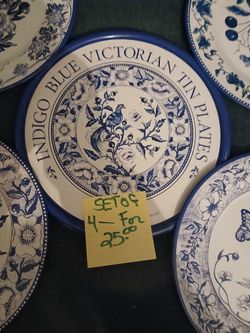 INDIGO BLUE VICTORIAN TIN PLATES
SET OF
4 — For
25.00